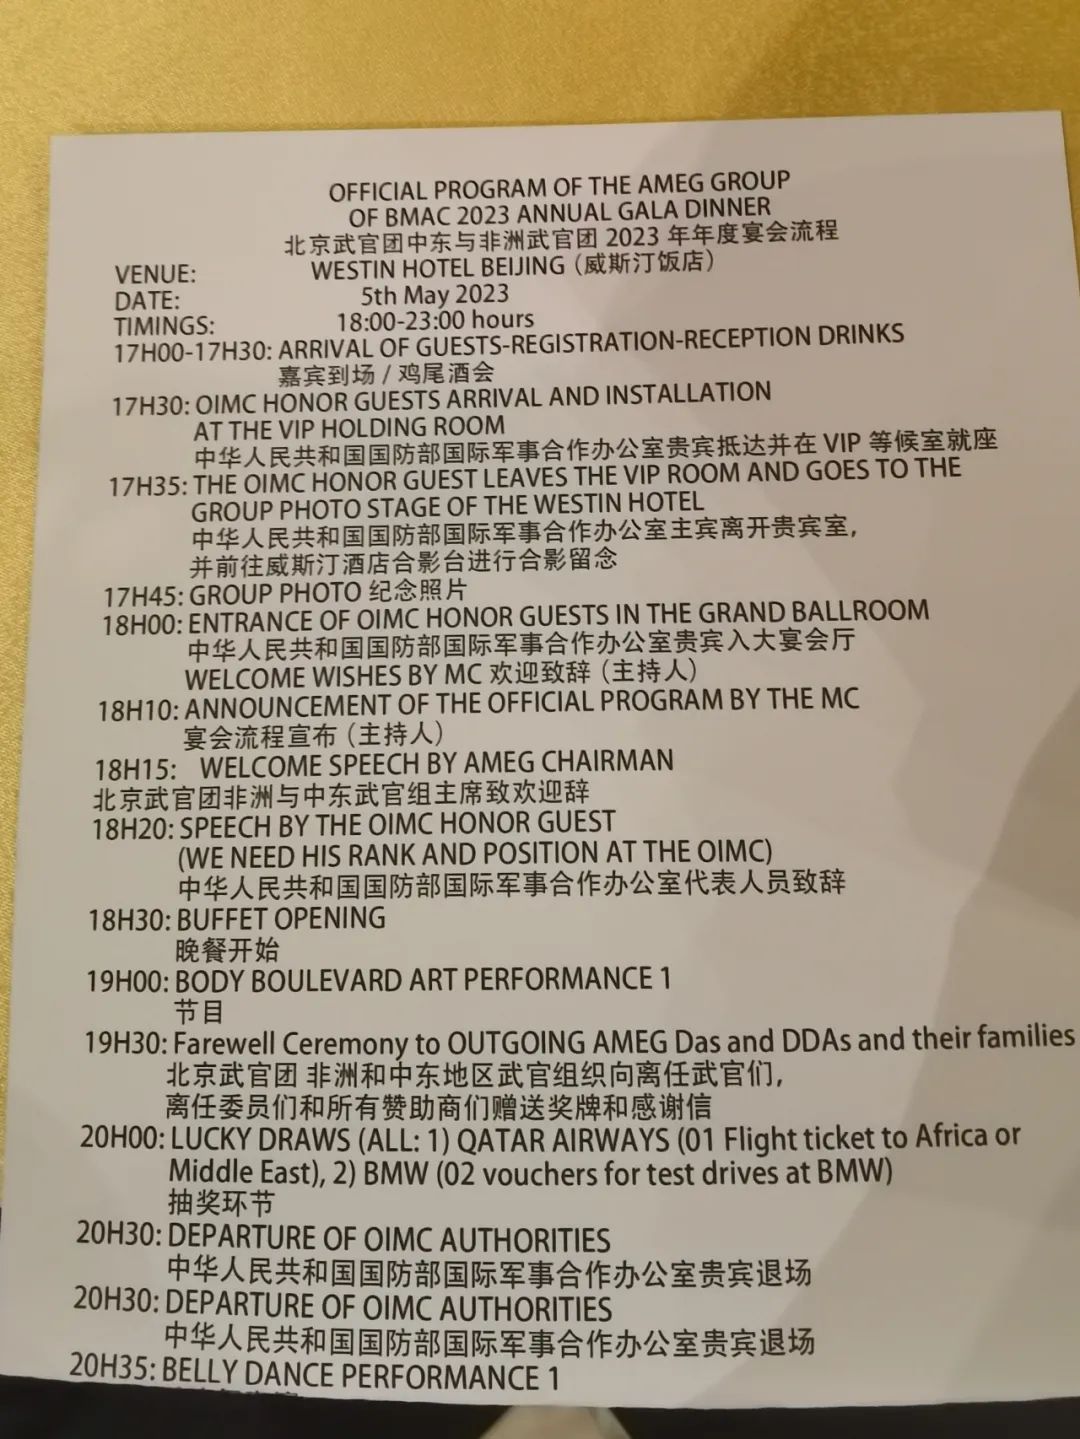 OFFICIAL PROGRAM OF THE AMEG GROUP
OF BMAC 2023 ANNUAL GALA DINNER
北京武官团中东与非洲武官团 2023 年年度宴会流程
VENUE: WESTIN HOTEL BEIJING (威斯汀饭店)
DATE: 5th May 2023
TIMINGS: 18:00-23:00 hours
17H00-17H30: ARRIVAL OF GUESTS-REGISTRATION-RECEPTION DRINKS
嘉宾到场 / 鸡尾酒会
17H30: OIMC HONOR GUESTS ARRIVAL AND INSTALLATION
AT THE VIP HOLDING ROOM
中华人民共和国国防部国际军事合作办公室贵宾抵达并在 VIP 等候室就座
17H35: THE OIMC HONOR GUEST LEAVES THE VIP ROOM AND GOES TO THE
GROUP PHOTO STAGE OF THE WESTIN HOTEL
中华人民共和国国防部国际军事合作办公室主宾离开贵宾室,
并前往威斯汀酒店合影台进行合影留念
17H45: GROUP PHOTO 纪念照片
18H00: ENTRANCE OF OIMC HONOR GUESTS IN THE GRAND BALLROOM
中华人民共和国国防部国际军事合作办公室贵宾入大宴会厅
WELCOME WISHES BY MC 欢迎致辞 (主持人)
18H10: ANNOUNCEMENT OF THE OFFICIAL PROGRAM BY THE MC
宴会流程宣布 (主持人)
18H15: WELCOME SPEECH BY AMEG CHAIRMAN
北京武官团非洲与中东武官组主席致欢迎辞
18H20: SPEECH BY THE OIMC HONOR GUEST
(WE NEED HIS RANK AND POSITION AT THE OIMC)
中华人民共和国国防部国际军事合作办公室代表人员致辞
18H30: BUFFET OPENING
晚餐开始
19H00: BODY BOULEVARD ART PERFORMANCE 1
节目
19H30: Farewell Ceremony to OUTGOING AMEG Das and DDAs and their families
北京武官团 非洲和中东地区武官组织向离任武官们,
离任委员们和所有赞助商们赠送奖牌和感谢信
20H00: LUCKY DRAWS (ALL: 1) QATAR AIRWAYS (01 Flight ticket to Africa or
Middle East), 2) BMW (02 vouchers for test drives at BMW)
抽奖环节
20H30: DEPARTURE OF OIMC AUTHORITIES
中华人民共和国国防部国际军事合作办公室贵宾退场
20H30: DEPARTURE OF OIMC AUTHORITIES
中华人民共和国国防部国际军事合作办公室贵宾退场
20H35: BELLY DANCE PERFORMANCE 1